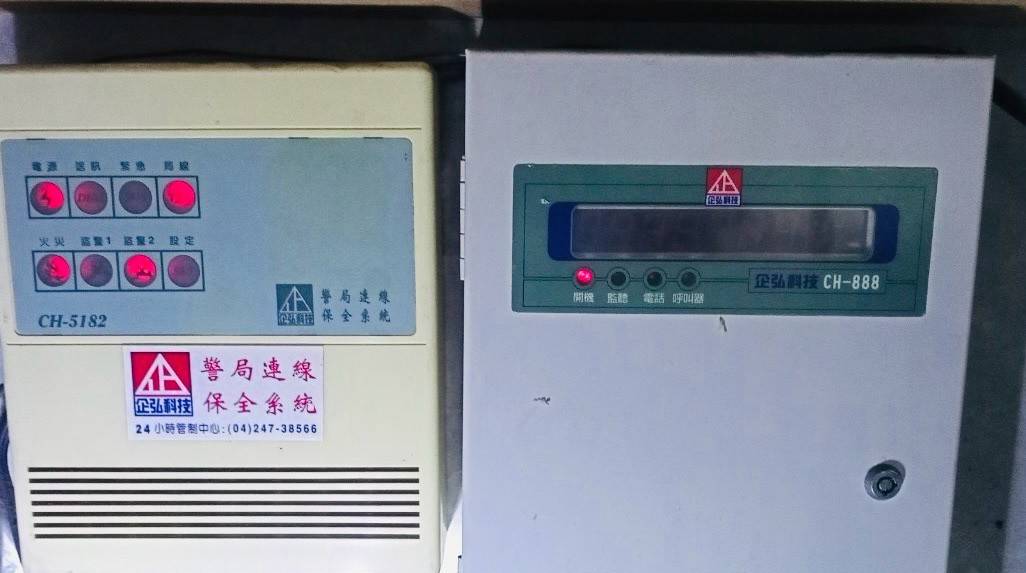 電源 送訊 緊急 局線
火災 盜警1 盜警2 設定
CH-5182
企弘科技
警局連線
保全系統
企弘科技
警局連線
保全系統
24小時管制中心:(04)247-38566
企弘科技
開機 監聽 電話 呼叫器
企弘科技 CH-888